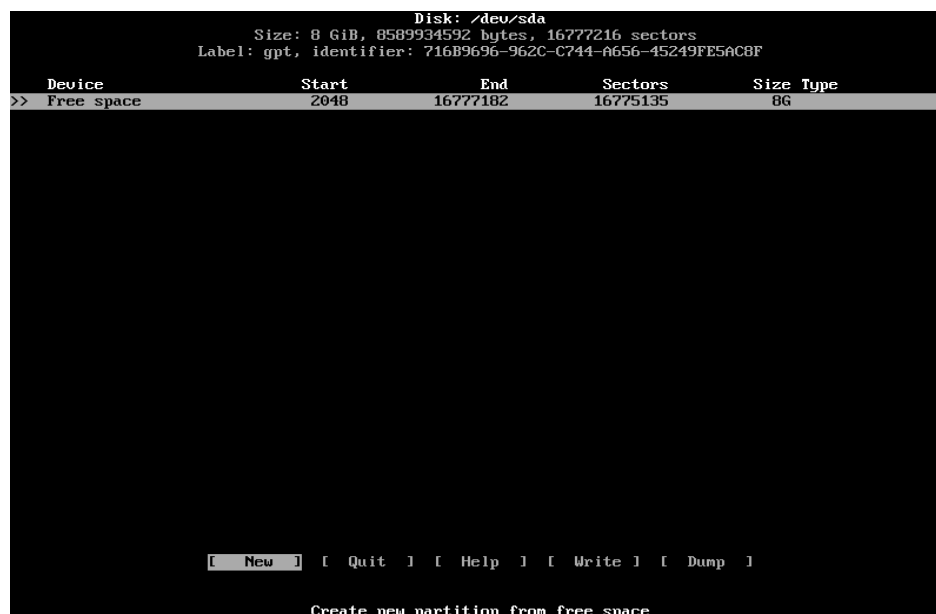 Disk: /dev/sda
Size: 8 GiB, 8589934592 bytes, 16777216 sectors
Label: gpt, identifier: 716B9696-962C-C744-A656-45249FE5AC8F
Device Start End Sectors Size Type
>> Free space 2048 16777182 16775135 8G
[ New ] [ Quit ] [ Help ] [ Write ] [ Dump ]
Create new partition from free space